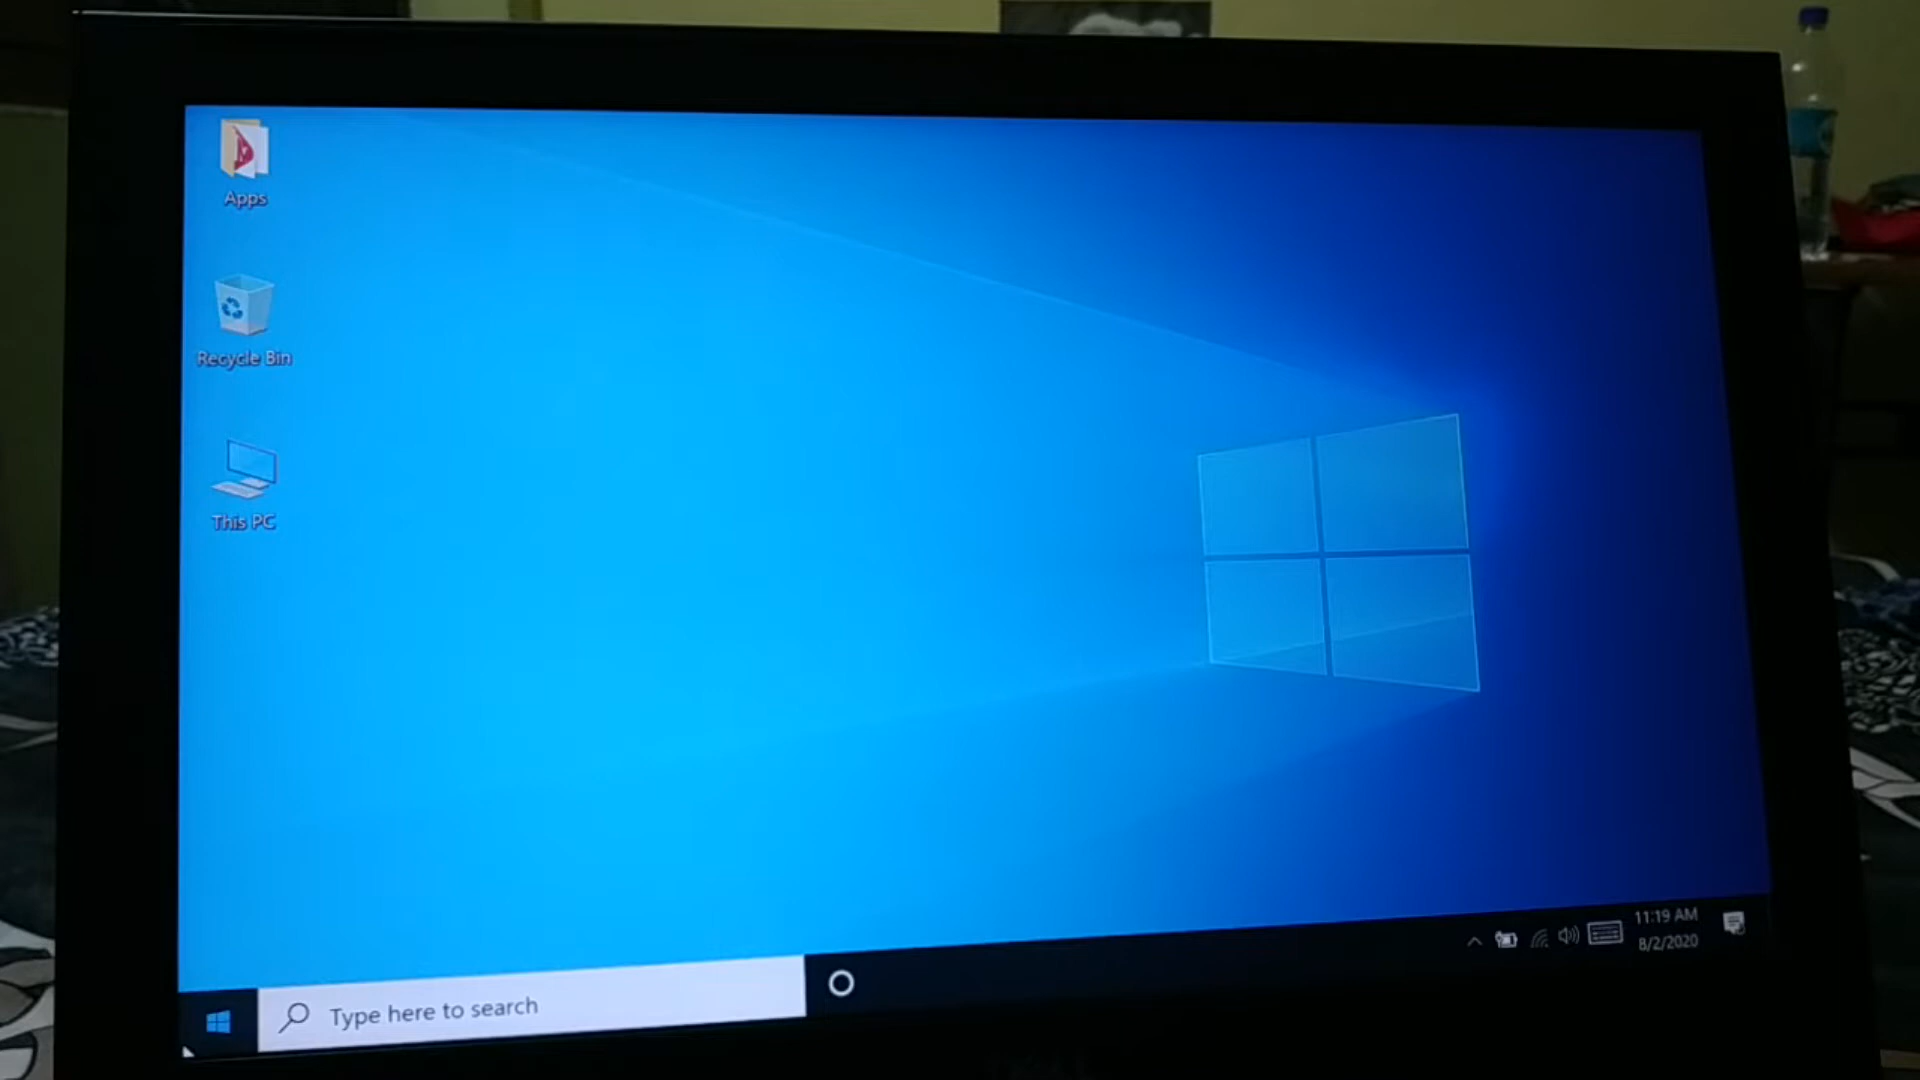 Apps
Recycle Bin
This PC
Type here to search
11:19 AM
8/2/2020